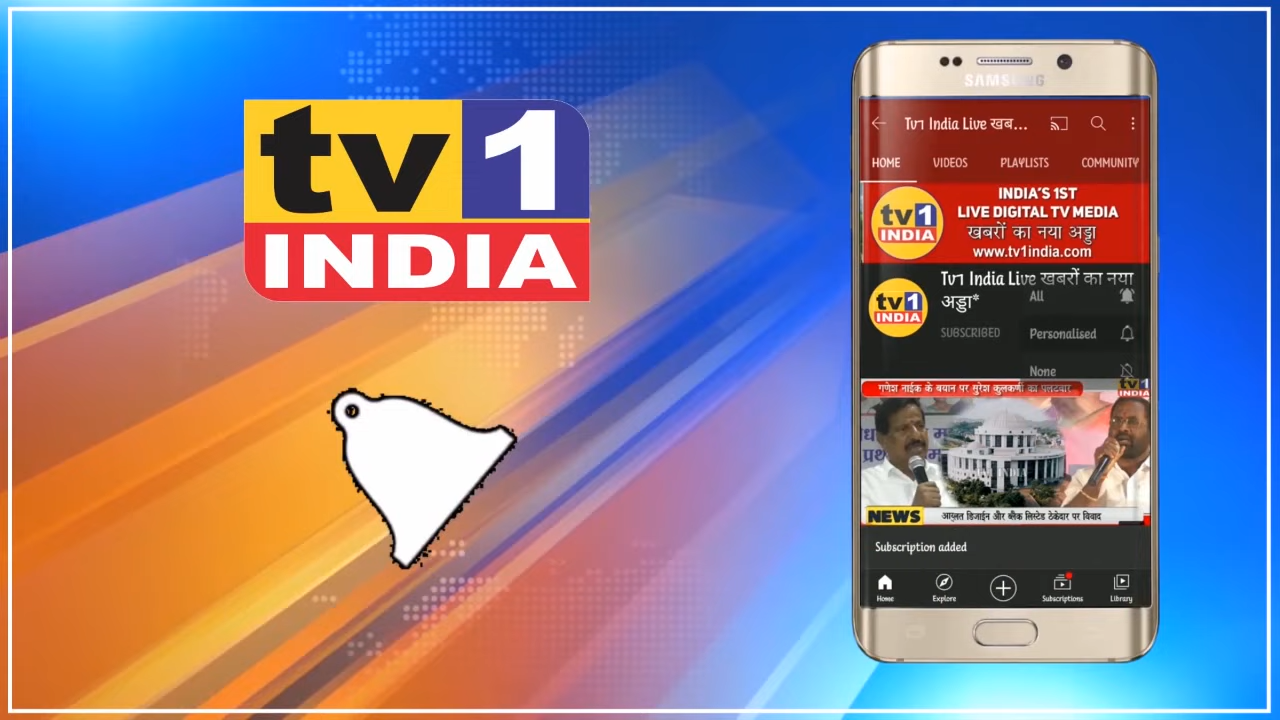 tv1
INDIA
SAMSUNG
Tv1 India Live खब...
HOME VIDEOS PLAYLISTS COMMUNITY
tv1
INDIA
INDIA'S 1ST
LIVE DIGITAL TV MEDIA
खबरों का नया अड्डा
www.tv1india.com
tv1
INDIA
Tv1 India Live खबरों का नया
अड्डा*
SUBSCRIBED
All
Personalised
None
गणेश नाईक के बयान पर सुरेश कुलकर्णी का पलटवार
tv1
INDIA
NEWS
डिजाईन और ब्लैक लिस्टेड ठेकेदार पर विवाद
Subscription added
Home Explore Subscriptions Library